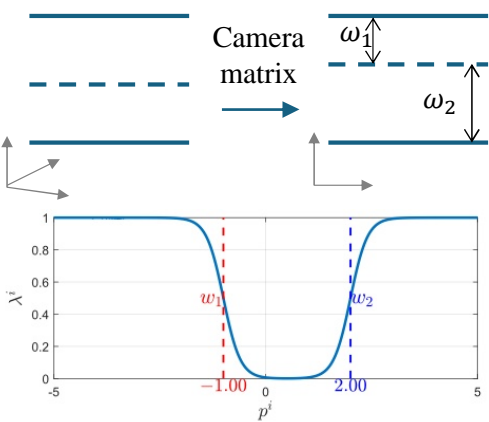 Camera
matrix
ω₁
ω₂
1
0.8
0.6
0.4
0.2
0
λⁱ
w₁
w₂
-5
−1.00
0
2.00
5
pⁱ